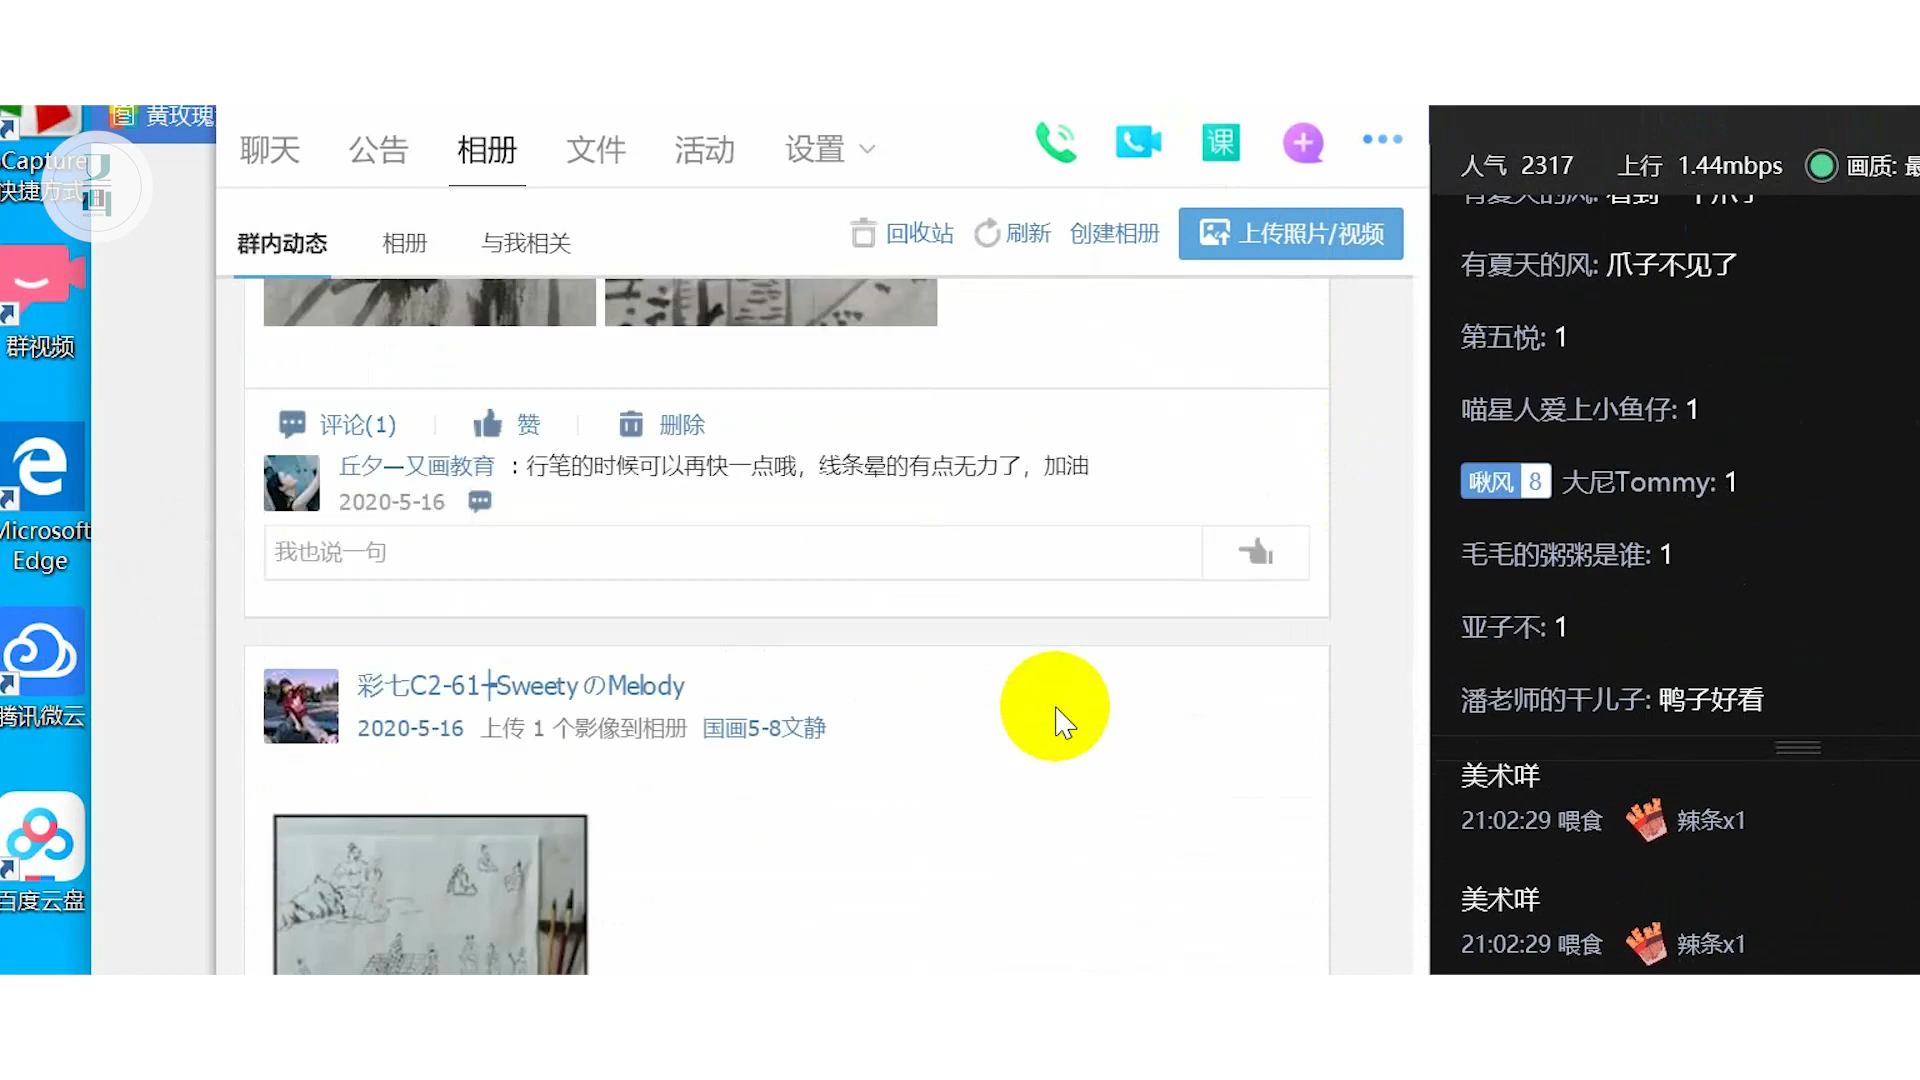 Capture
快捷方式
群视频
Microsoft
Edge
腾讯微云
百度云盘
黄玫瑰
聊天 公告 相册 文件 活动 设置 课
群内动态 相册 与我相关 回收站 刷新 创建相册 上传照片/视频
评论(1) 赞 删除
丘夕—又画教育 : 行笔的时候可以再快一点哦，线条晕的有点无力了，加油
2020-5-16
我也说一句
彩七C2-61┾SweetyのMelody
2020-5-16 上传 1 个影像到相册 国画5-8文静
人气 2317 上行 1.44mbps 画质: 最
有夏天的风: 爪子不见了
第五悦: 1
喵星人爱上小鱼仔: 1
啾风 8 大尼Tommy: 1
毛毛的粥粥是谁: 1
亚子不: 1
潘老师的干儿子: 鸭子好看
美术咩
21:02:29 喂食 辣条x1
美术咩
21:02:29 喂食 辣条x1